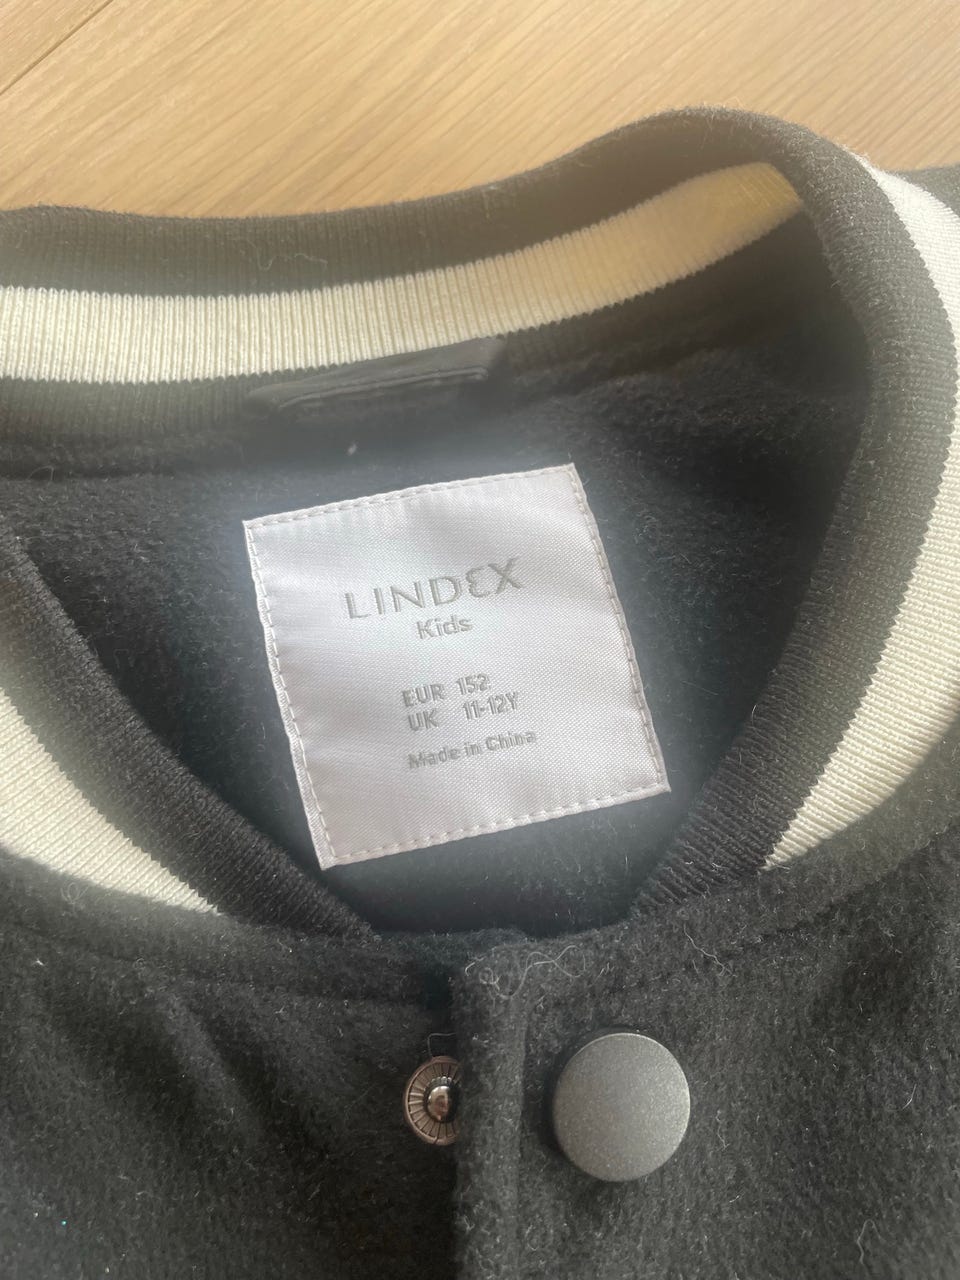 LINDEX
Kids
EUR 152
UK 11-12Y
Made in China